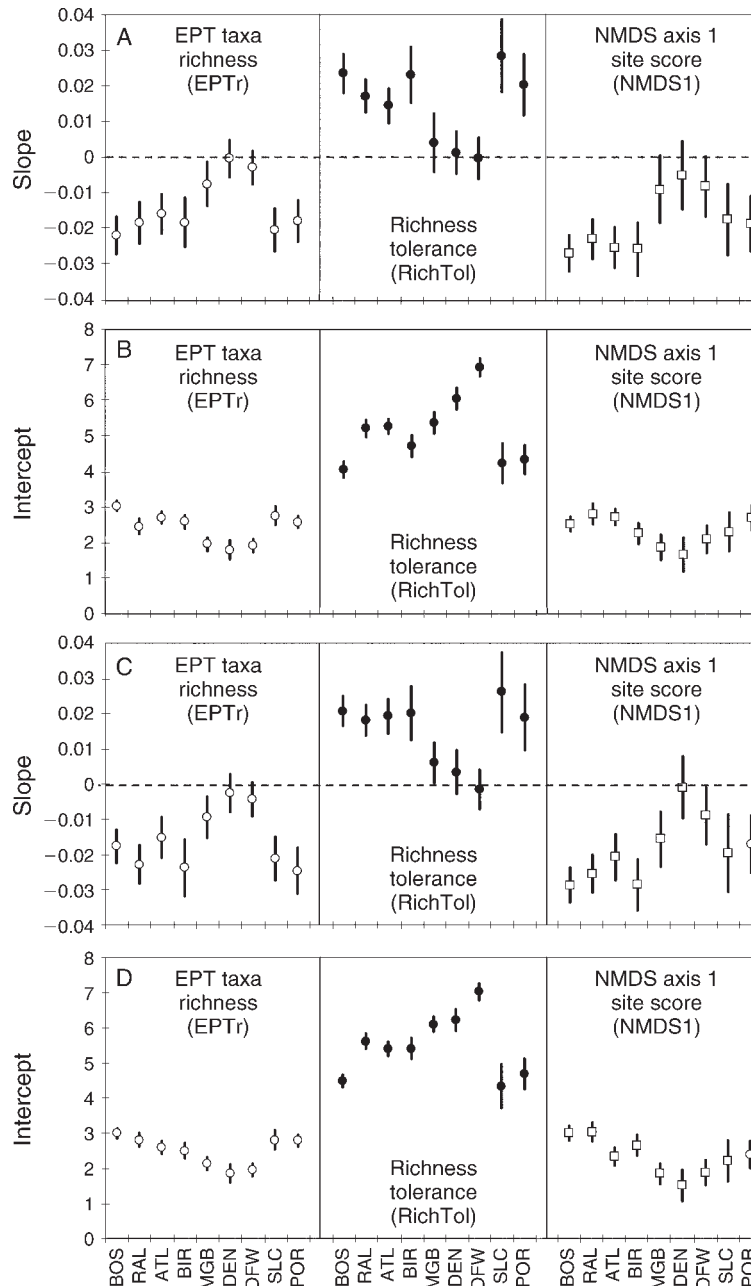 A
EPT taxa
richness
(EPTr)
NMDS axis 1
site score
(NMDS1)
Richness
tolerance
(RichTol)
Slope
0.04
0.03
0.02
0.01
0
−0.01
−0.02
−0.03
−0.04
B
EPT taxa
richness
(EPTr)
NMDS axis 1
site score
(NMDS1)
Richness
tolerance
(RichTol)
Intercept
8
7
6
5
4
3
2
1
0
C
EPT taxa
richness
(EPTr)
NMDS axis 1
site score
(NMDS1)
Richness
tolerance
(RichTol)
Slope
0.04
0.03
0.02
0.01
0
−0.01
−0.02
−0.03
−0.04
D
EPT taxa
richness
(EPTr)
NMDS axis 1
site score
(NMDS1)
Richness
tolerance
(RichTol)
Intercept
8
7
6
5
4
3
2
1
0
BOS
RAL
ATL
BIR
MGB
DEN
DFW
SLC
POR
BOS
RAL
ATL
BIR
MGB
DEN
DFW
SLC
POR
BOS
RAL
ATL
BIR
MGB
DEN
DFW
SLC
POR